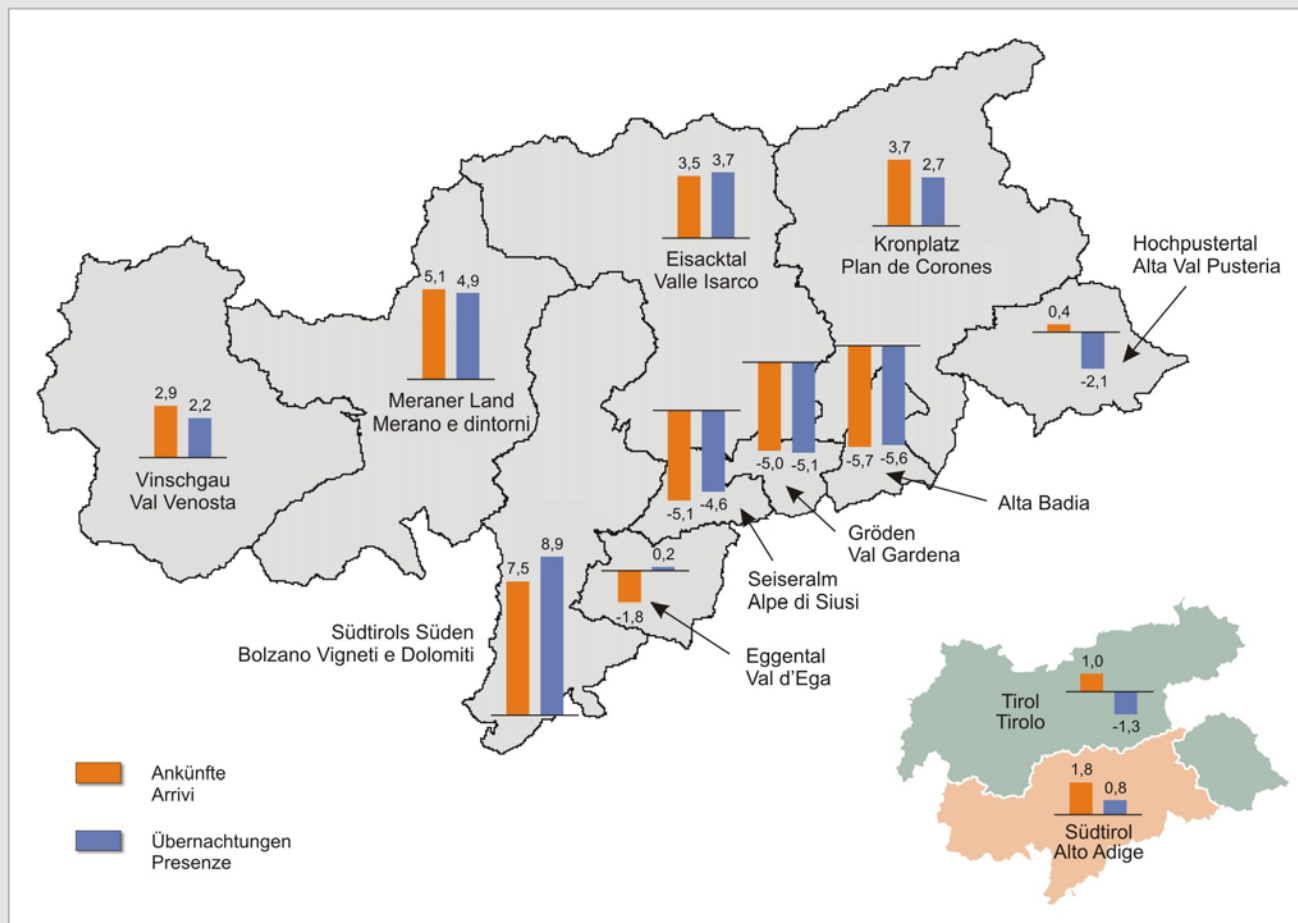 3,5 3,7
Eisacktal
Valle Isarco
3,7 2,7
Kronplatz
Plan de Corones
Hochpustertal
Alta Val Pusteria
0,4
-2,1
5,1 4,9
Meraner Land
Merano e dintorni
2,9 2,2
Vinschgau
Val Venosta
-5,1 -4,6
-5,0 -5,1
-5,7 -5,6
Alta Badia
Gröden
Val Gardena
Seiseralm
Alpe di Siusi
7,5 8,9
Südtirols Süden
Bolzano Vigneti e Dolomiti
0,2
-1,8
Eggental
Val d'Ega
Ankünfte
Arrivi
Übernachtungen
Presenze
1,0
-1,3
Tirol
Tirolo
1,8 0,8
Südtirol
Alto Adige